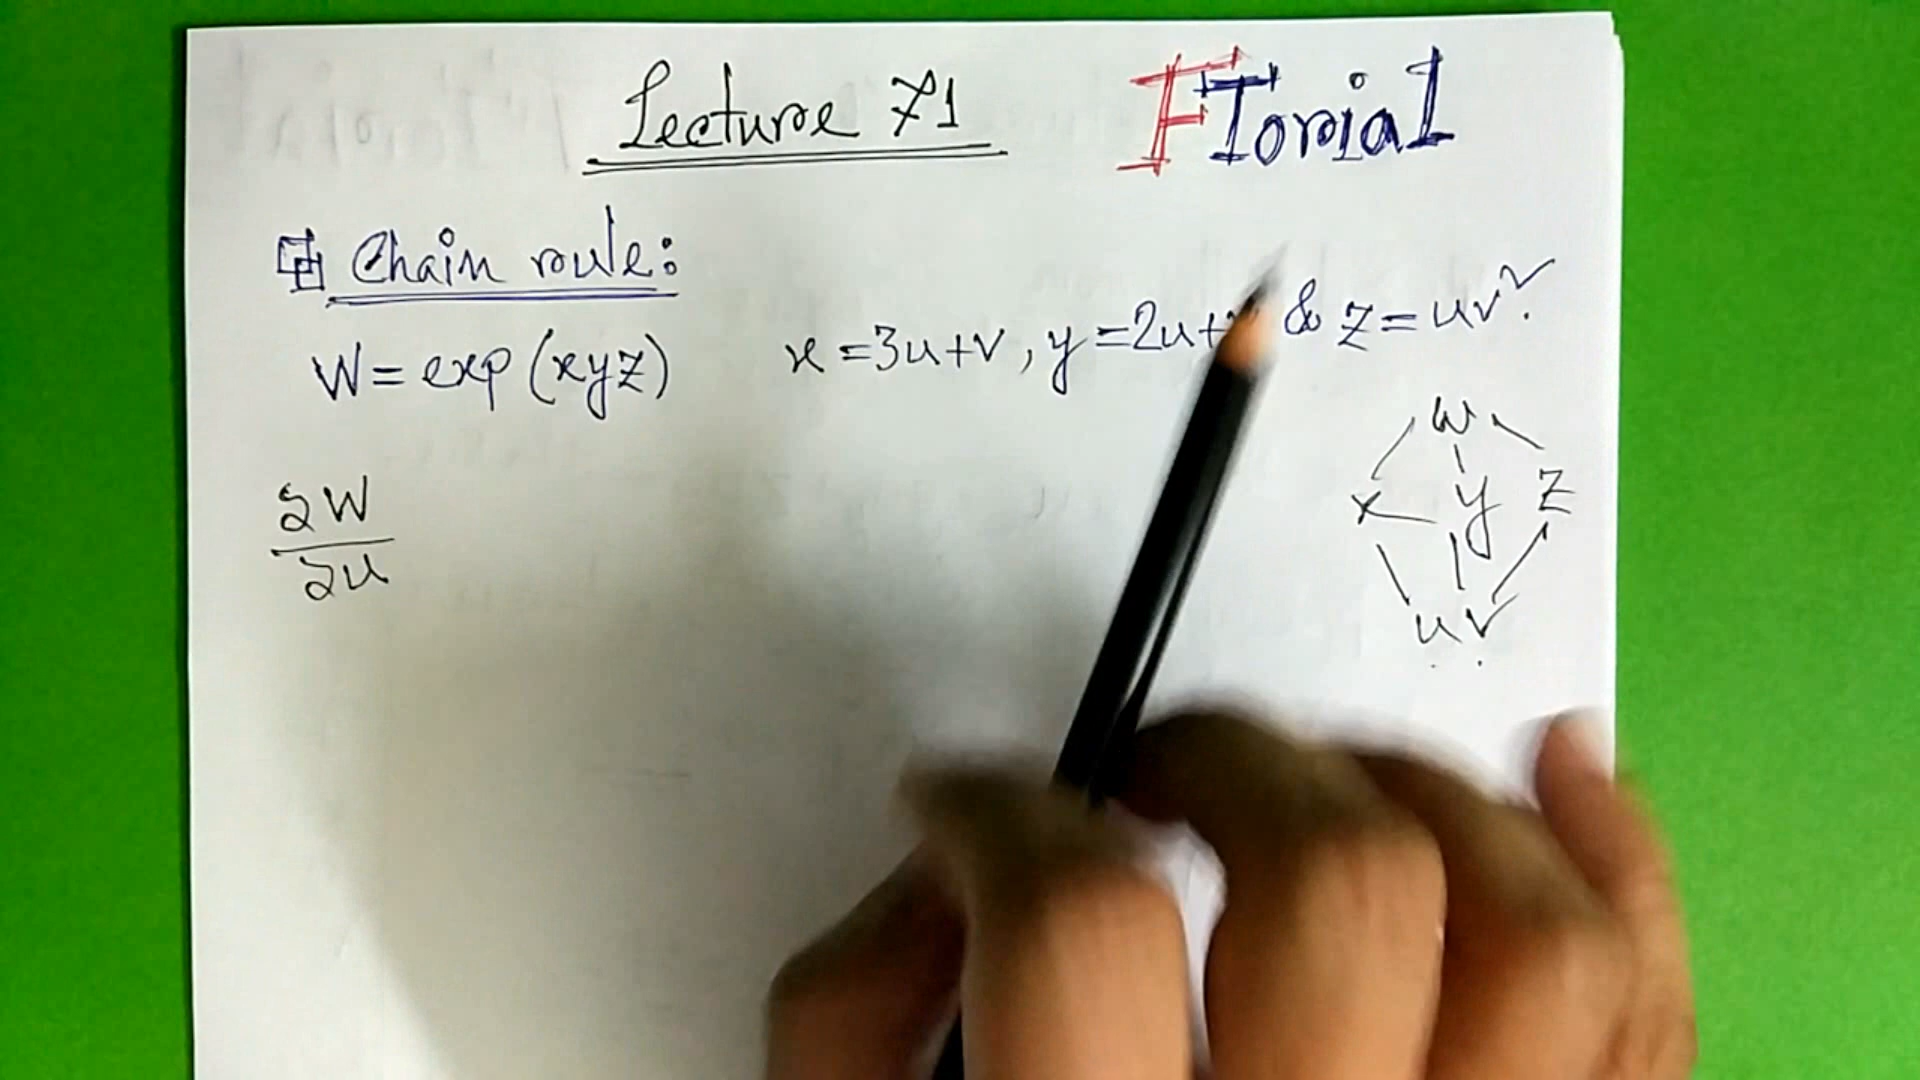 Lecture 71
FTorial
Chain rule:
W = exp (xyz) x = 3u+v, y = 2u+ & z = uv².
w
x y z
u v
∂W
∂u